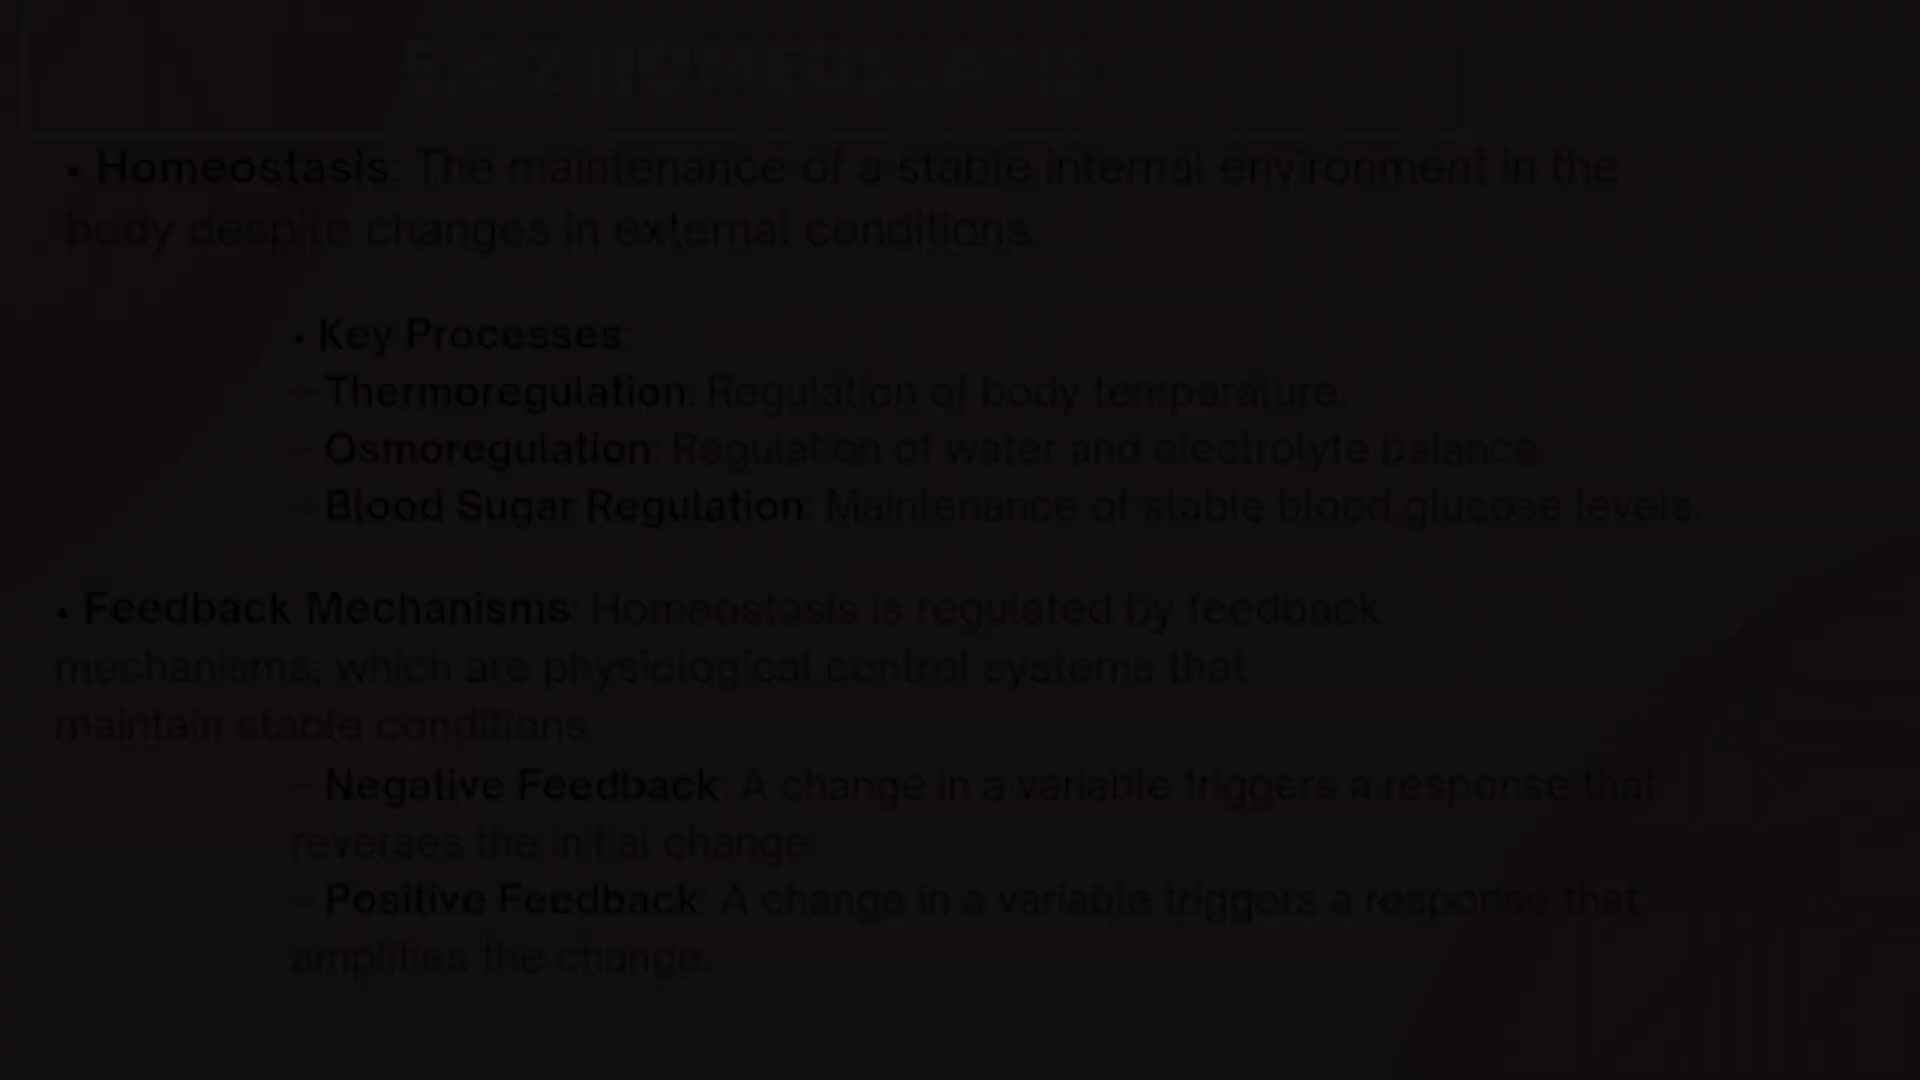 HOMEOSTASIS
• Homeostasis: The maintenance of a stable internal environment in the
body despite changes in external conditions.
• Key Processes:
- Thermoregulation: Regulation of body temperature.
- Osmoregulation: Regulation of water and electrolyte balance.
- Blood Sugar Regulation: Maintenance of stable blood glucose levels.
• Feedback Mechanisms: Homeostasis is regulated by feedback
mechanisms, which are physiological control systems that
maintain stable conditions
- Negative Feedback: A change in a variable triggers a response that
reverses the initial change.
- Positive Feedback: A change in a variable triggers a response that
amplifies the change.